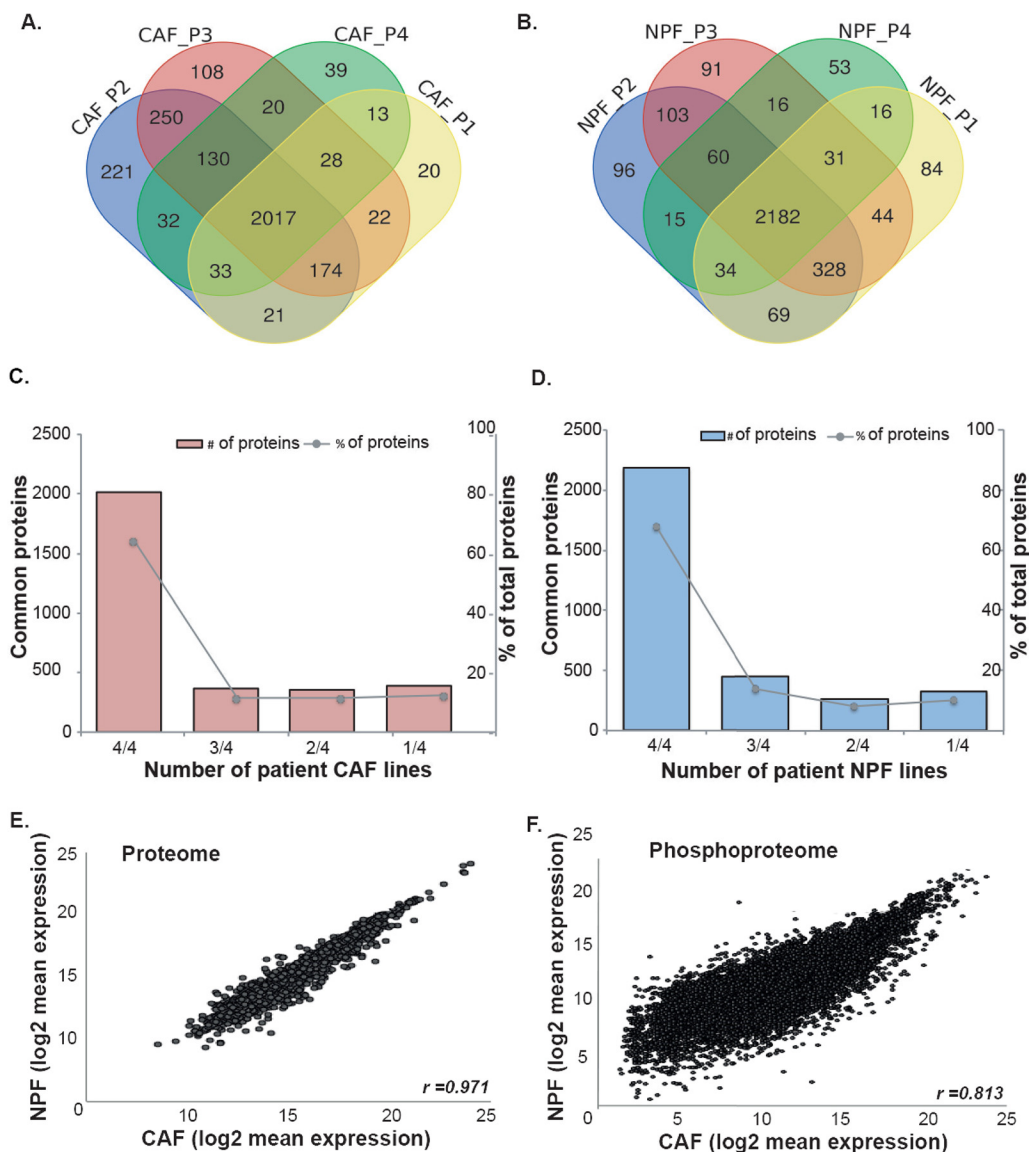 A.
B.
CAF_P3
CAF_P4
CAF_P2
CAF_P1
108
39
250
20
13
221
130
28
20
32
2017
22
33
174
21
NPF_P3
NPF_P4
NPF_P2
NPF_P1
91
53
103
16
16
96
60
31
84
15
2182
44
34
328
69
C.
# of proteins
% of proteins
Common proteins
2500
2000
1500
1000
500
0
100
80
60
40
20
% of total proteins
4/4
3/4
2/4
1/4
Number of patient CAF lines
D.
# of proteins
% of proteins
Common proteins
2500
2000
1500
1000
500
0
100
80
60
40
20
% of total proteins
4/4
3/4
2/4
1/4
Number of patient NPF lines
E.
Proteome
NPF (log2 mean expression)
25
20
15
10
0
10
15
20
25
r =0.971
CAF (log2 mean expression)
F.
Phosphoproteome
NPF (log2 mean expression)
25
20
15
10
5
0
5
10
15
20
25
r =0.813
CAF (log2 mean expression)